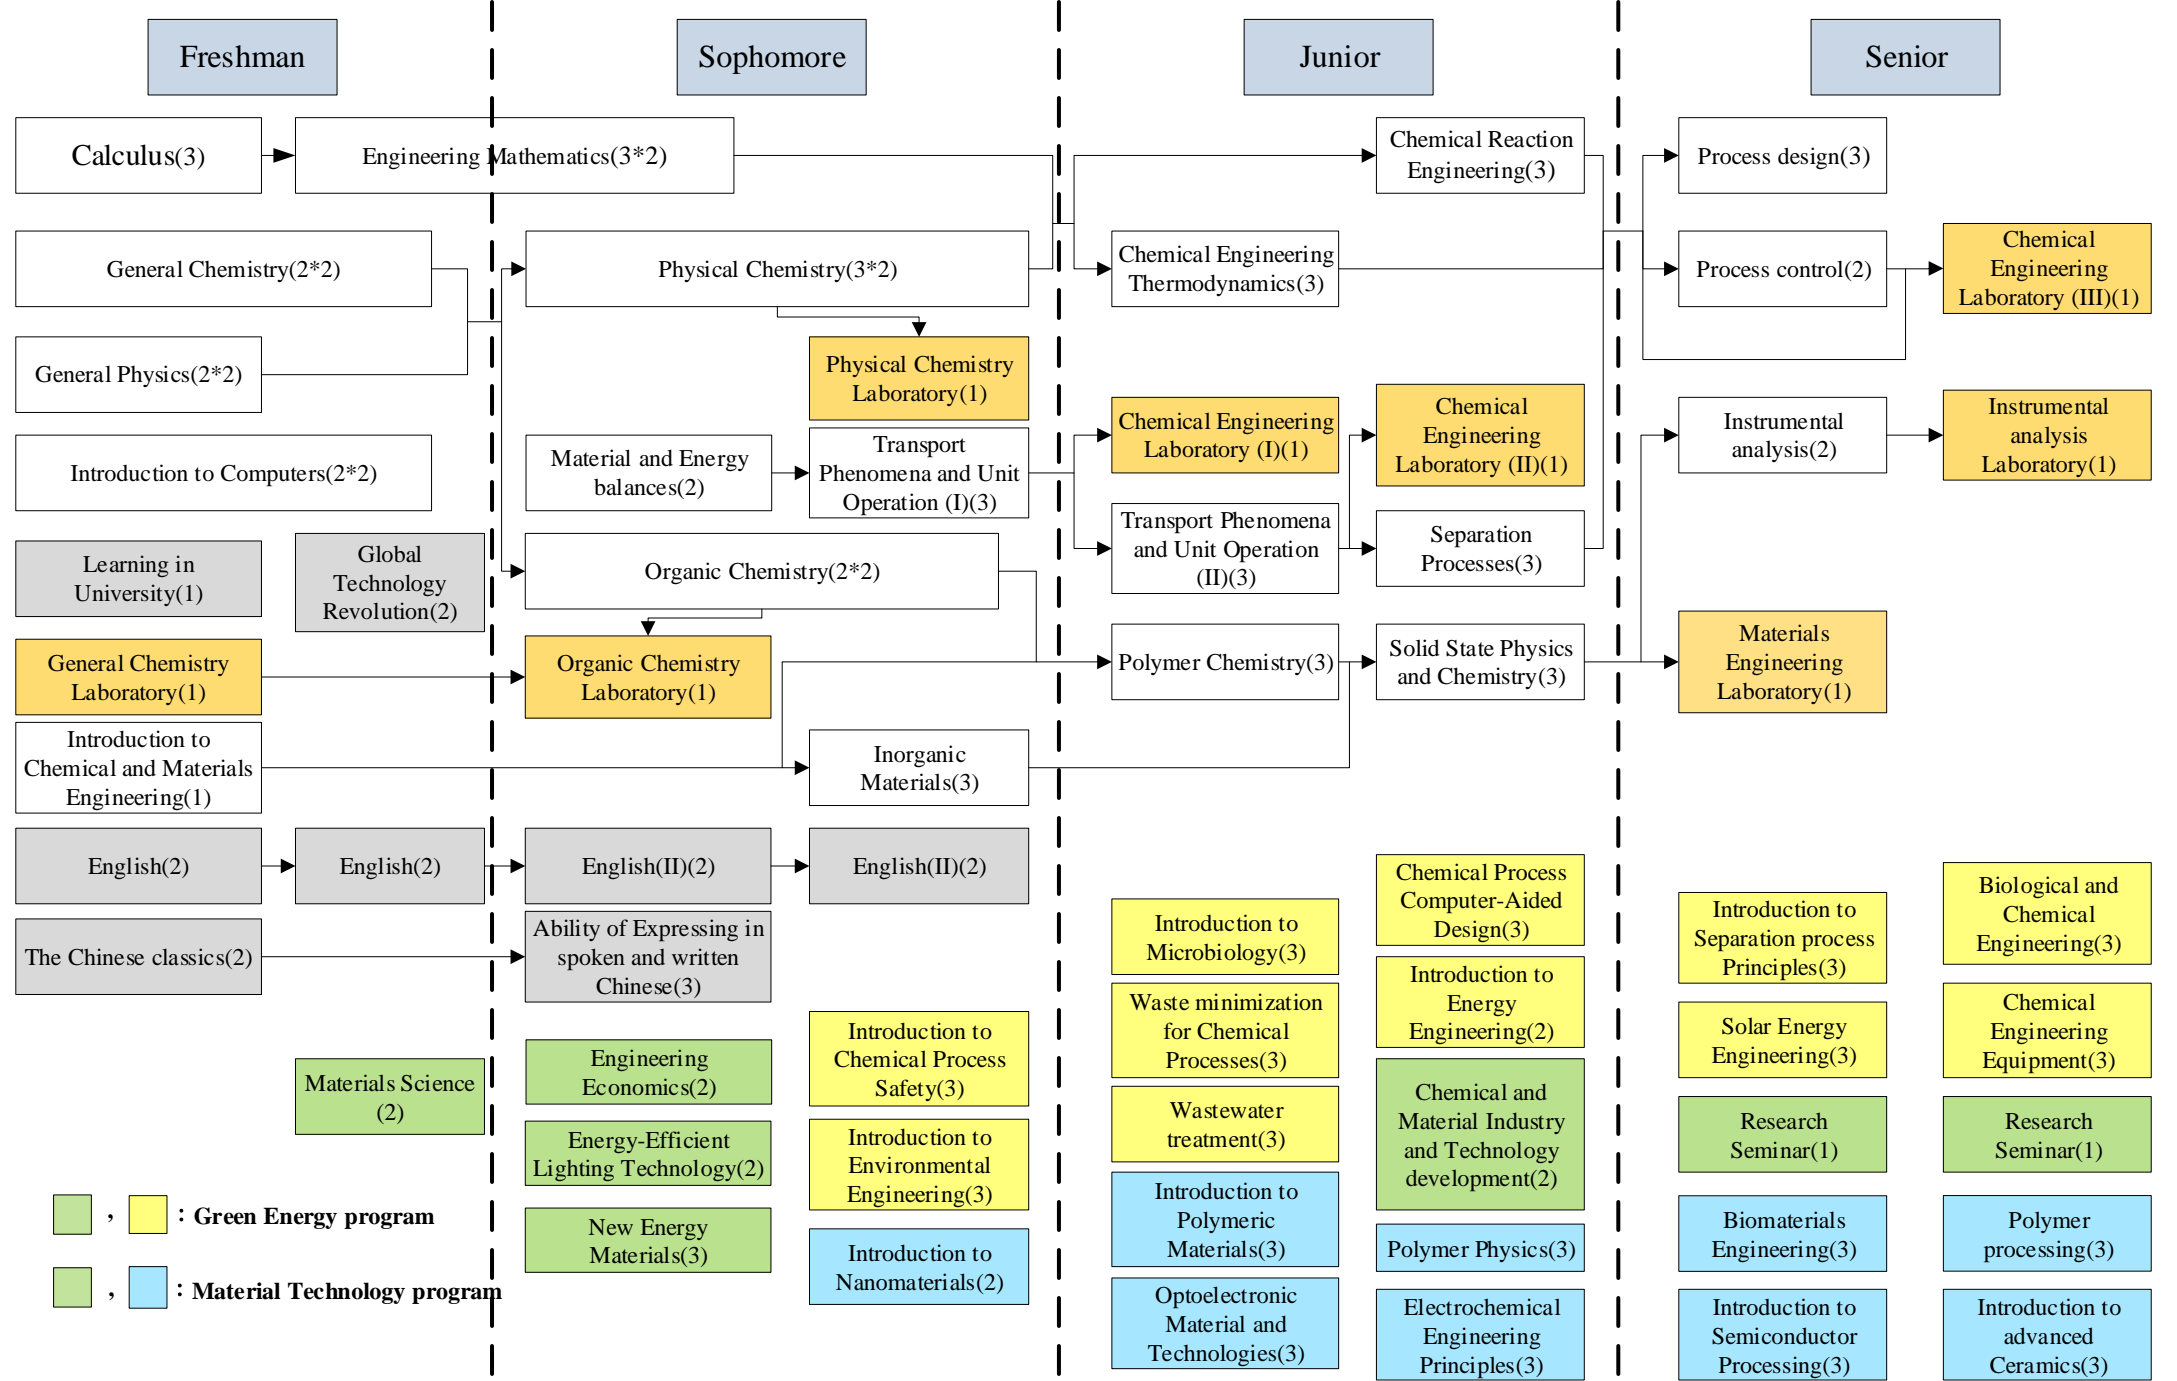 Freshman
Sophomore
Junior
Senior
Calculus(3)
Engineering Mathematics(3*2)
Chemical Reaction
Engineering(3)
Process design(3)
General Chemistry(2*2)
Physical Chemistry(3*2)
Chemical Engineering
Thermodynamics(3)
Process control(2)
Chemical
Engineering
Laboratory (III)(1)
General Physics(2*2)
Physical Chemistry
Laboratory(1)
Introduction to Computers(2*2)
Material and Energy
balances(2)
Transport
Phenomena and Unit
Operation (I)(3)
Chemical Engineering
Laboratory (I)(1)
Chemical
Engineering
Laboratory (II)(1)
Instrumental
analysis(2)
Instrumental
analysis
Laboratory(1)
Learning in
University(1)
Global
Technology
Revolution(2)
Organic Chemistry(2*2)
Transport Phenomena
and Unit Operation
(II)(3)
Separation
Processes(3)
General Chemistry
Laboratory(1)
Organic Chemistry
Laboratory(1)
Polymer Chemistry(3)
Solid State Physics
and Chemistry(3)
Materials
Engineering
Laboratory(1)
Introduction to
Chemical and Materials
Engineering(1)
Inorganic
Materials(3)
English(2)
English(2)
English(II)(2)
English(II)(2)
The Chinese classics(2)
Ability of Expressing in
spoken and written
Chinese(3)
Introduction to
Microbiology(3)
Chemical Process
Computer-Aided
Design(3)
Introduction to
Separation process
Principles(3)
Biological and
Chemical
Engineering(3)
Waste minimization
for Chemical
Processes(3)
Introduction to
Energy
Engineering(2)
Solar Energy
Engineering(3)
Chemical
Engineering
Equipment(3)
Materials Science
(2)
Engineering
Economics(2)
Introduction to
Chemical Process
Safety(3)
Wastewater
treatment(3)
Chemical and
Material Industry
and Technology
development(2)
Research
Seminar(1)
Research
Seminar(1)
Energy-Efficient
Lighting Technology(2)
Introduction to
Environmental
Engineering(3)
Introduction to
Polymeric
Materials(3)
Polymer Physics(3)
Biomaterials
Engineering(3)
Polymer
processing(3)
New Energy
Materials(3)
Introduction to
Nanomaterials(2)
Optoelectronic
Material and
Technologies(3)
Electrochemical
Engineering
Principles(3)
Introduction to
Semiconductor
Processing(3)
Introduction to
advanced
Ceramics(3)
, : Green Energy program
, : Material Technology program